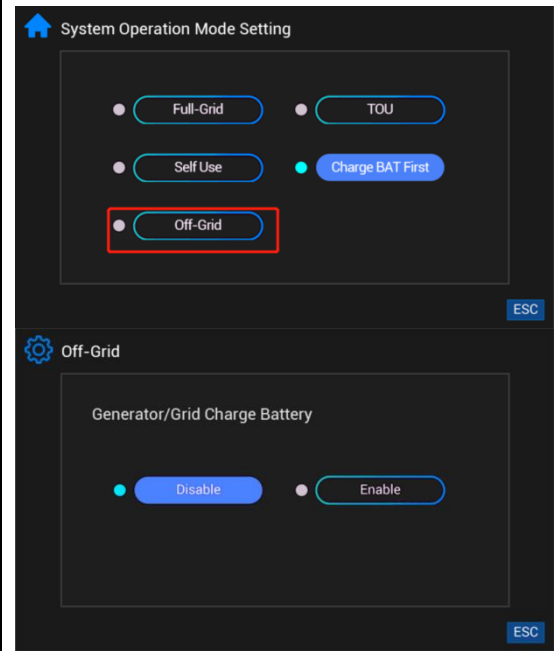 System Operation Mode Setting
Full-Grid TOU
Self Use Charge BAT First
Off-Grid
ESC
Off-Grid
Generator/Grid Charge Battery
Disable Enable
ESC